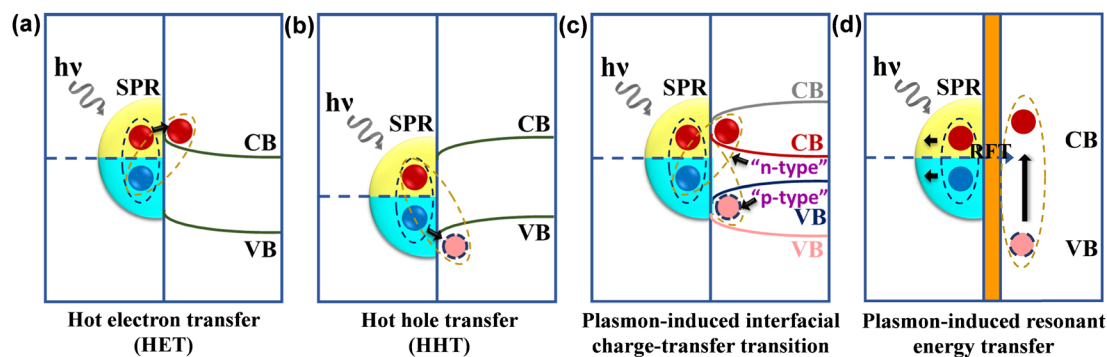 (a)
hν
SPR
CB
VB
Hot electron transfer
(HET)
(b)
hν
SPR
CB
VB
Hot hole transfer
(HHT)
(c)
hν
SPR
CB
CB
"n-type"
"p-type"
VB
VB
Plasmon-induced interfacial
charge-transfer transition
(d)
hν
SPR
CB
RET
VB
Plasmon-induced resonant
energy transfer